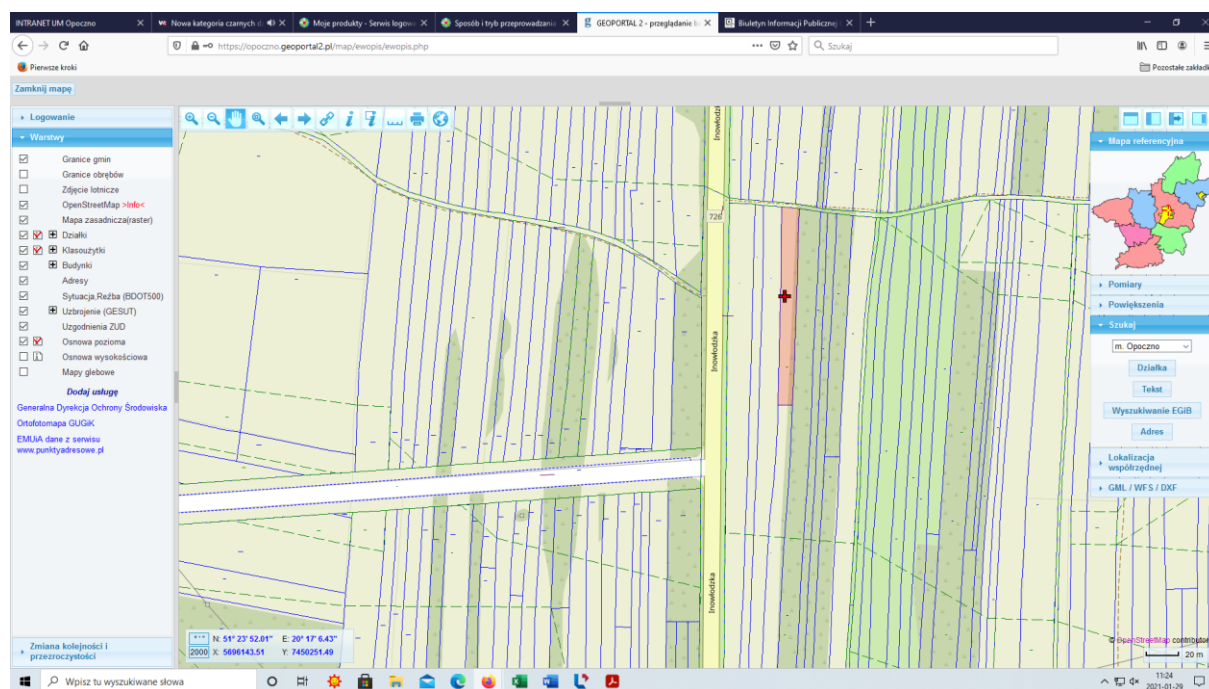 INTRANET UM Opoczno
Nowa kategoria czarnych
Moje produkty - Serwis logow
Sposób i tryb przeprowadzania
GEOPORTAL 2 - przeglądanie b
Biuletyn Informacji Publicznej
https://opoczno.geoportal2.pl/map/ewopis/ewopis.php
Szukaj
Pierwsze kroki
Pozostałe zakładk
Zamknij mapę
Logowanie
Warstwy
Granice gmin
Granice obrębów
Zdjęcie lotnicze
OpenStreetMap >Info<
Mapa zasadnicza(raster)
Działki
Klasoużytki
Budynki
Adresy
Sytuacja,Rzeźba (BDOT500)
Uzbrojenie (GESUT)
Uzgodnienia ZUD
Osnowa pozioma
Osnowa wysokościowa
Mapy glebowe
Dodaj usługę
Generalna Dyrekcja Ochrony Środowiska
Ortofotomapa GUGiK
EMUiA dane z serwisu
www.punktyadresowe.pl
Zmiana kolejności i
przezroczystości
Inowłodz
726
Inowłodzka
Inowłodzka
N: 51° 23' 52.01" E: 20° 17' 6.43"
2000 X: 5696143.51 Y: 7450251.49
Mapa referencyjna
Pomiary
Powiększenia
Szukaj
m. Opoczno
Działka
Tekst
Wyszukiwanie EGIB
Adres
Lokalizacja
współrzędnej
GML / WFS / DXF
© OpenStreetMap contributor
20 m
Wpisz tu wyszukiwane słowa
11:24
2021-01-29